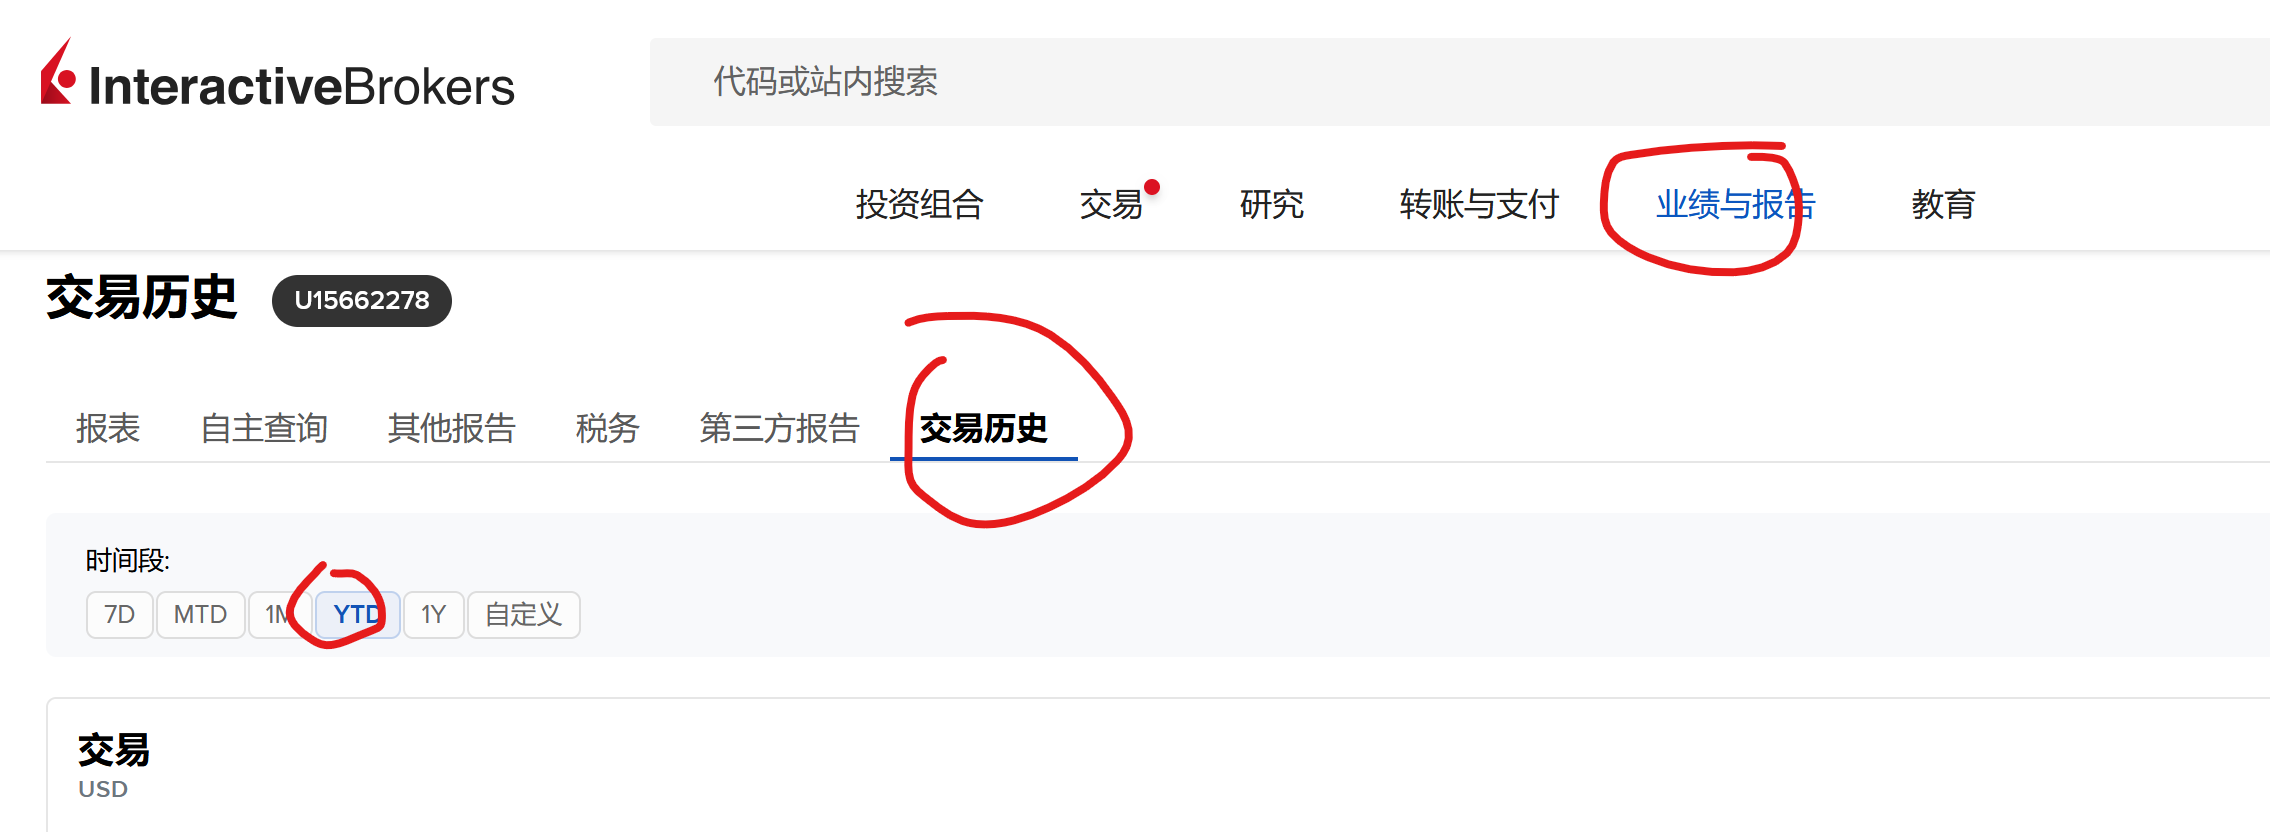 InteractiveBrokers
代码或站内搜索
投资组合 交易 研究 转账与支付 业绩与报告 教育
交易历史 U15662278
报表 自主查询 其他报告 税务 第三方报告 交易历史
时间段:
7D MTD 1M YTD 1Y 自定义
交易
USD